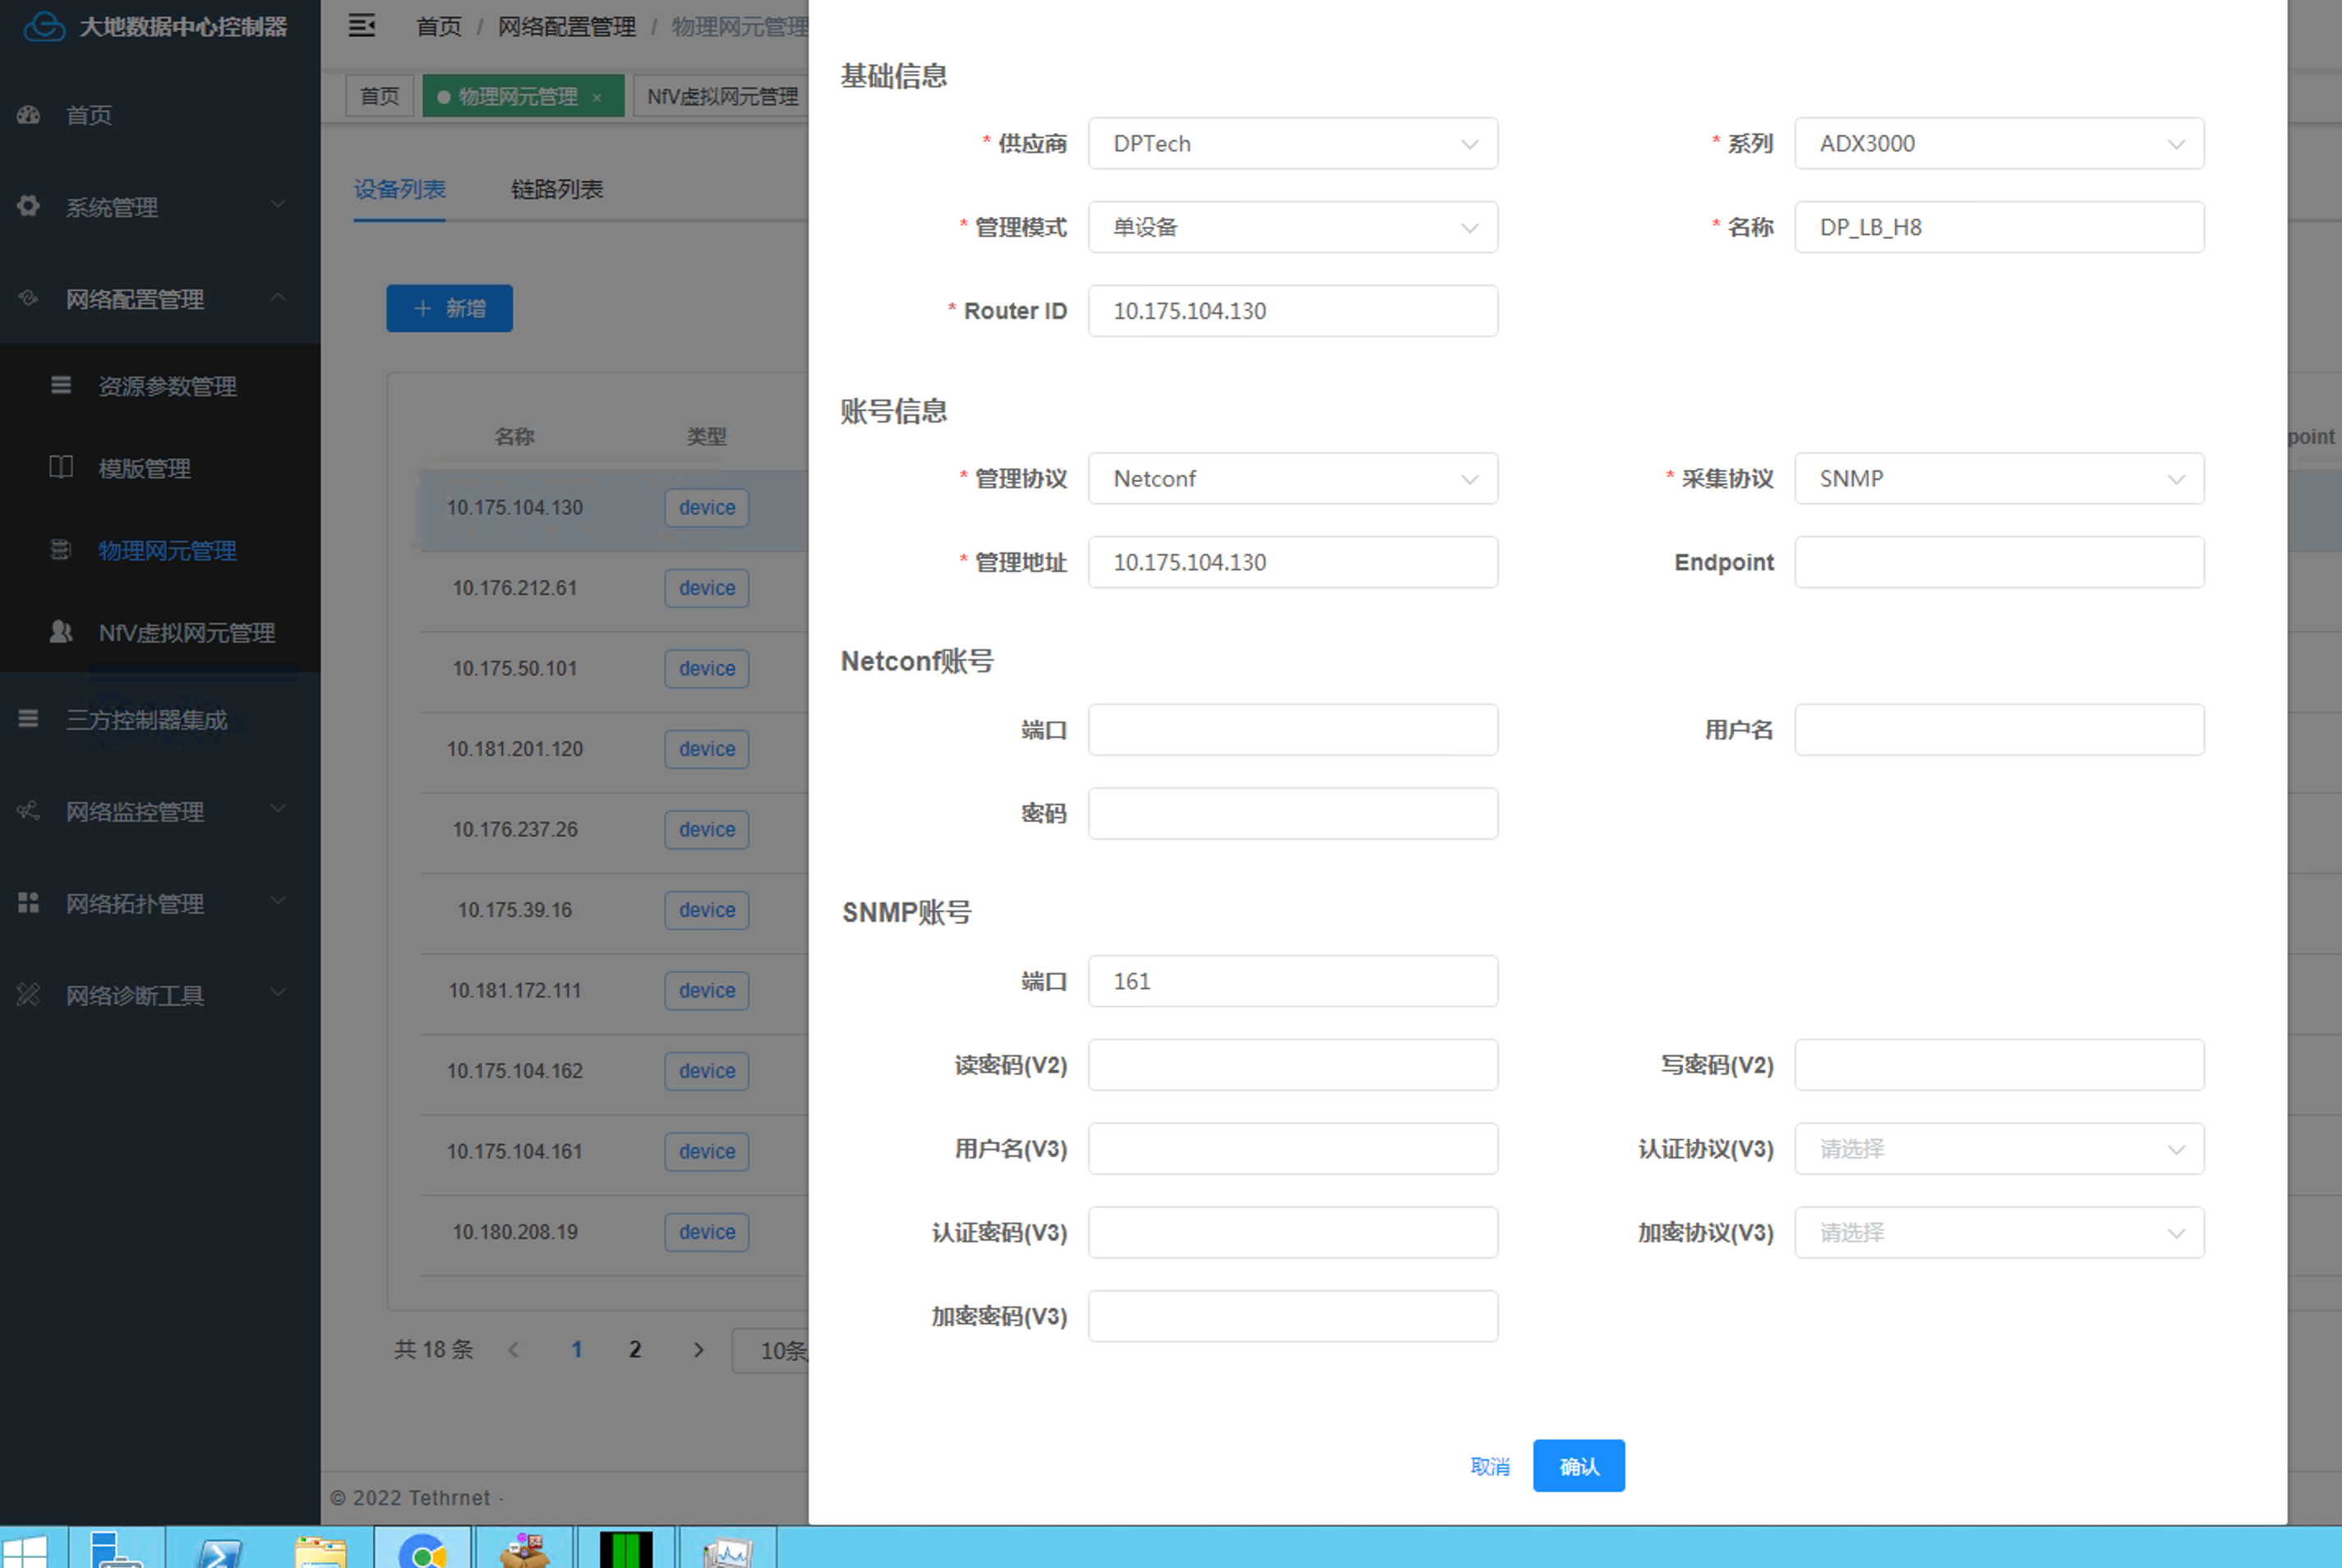 大地数据中心控制器
首页
系统管理
网络配置管理
资源参数管理
模版管理
物理网元管理
NfV虚拟网元管理
三方控制器集成
网络监控管理
网络拓扑管理
网络诊断工具
首页 / 网络配置管理 / 物理网元管理
首页
物理网元管理 ×
NfV虚拟网元管理
设备列表
链路列表
+ 新增
名称 类型
10.175.104.130 device
10.176.212.61 device
10.175.50.101 device
10.181.201.120 device
10.176.237.26 device
10.175.39.16 device
10.181.172.111 device
10.175.104.162 device
10.175.104.161 device
10.180.208.19 device
共 18 条 < 1 2 > 10条
© 2022 Tethrnet ·
基础信息
* 供应商 DPTech * 系列 ADX3000
* 管理模式 单设备 * 名称 DP_LB_H8
* Router ID 10.175.104.130
账号信息
* 管理协议 Netconf * 采集协议 SNMP
* 管理地址 10.175.104.130 Endpoint
Netconf账号
端口 用户名
密码
SNMP账号
端口 161
读密码(V2) 写密码(V2)
用户名(V3) 认证协议(V3) 请选择
认证密码(V3) 加密协议(V3) 请选择
加密密码(V3)
取消 确认
point